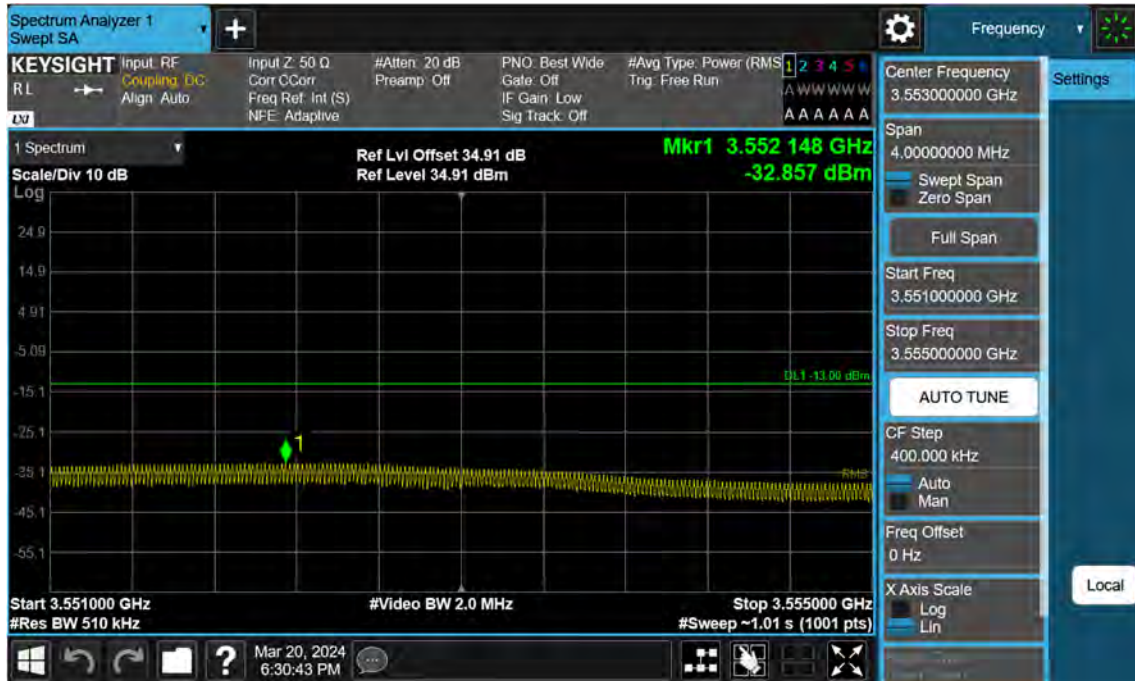 Spectrum Analyzer 1
Swept SA
Frequency
KEYSIGHT
R L
LXI
Input: RF
Coupling: DC
Align: Auto
Input Z: 50 Ω
Corr CCorr
Freq Ref: Int (S)
NFE: Adaptive
#Atten: 20 dB
Preamp: Off
PNO: Best Wide
Gate: Off
IF Gain: Low
Sig Track: Off
#Avg Type: Power (RMS
Trig: Free Run
1 2 3 4 5 6
A W W W W W
A A A A A A
1 Spectrum
Scale/Div 10 dB
Ref Lvl Offset 34.91 dB
Ref Level 34.91 dBm
Mkr1 3.552 148 GHz
-32.857 dBm
Log
24.9
14.9
4.91
-5.09
DL1 -13.00 dBm
-15.1
-25.1
1
-35.1
RMS
-45.1
-55.1
Start 3.551000 GHz
#Res BW 510 kHz
#Video BW 2.0 MHz
Stop 3.555000 GHz
#Sweep ~1.01 s (1001 pts)
Center Frequency
3.553000000 GHz
Settings
Span
4.00000000 MHz
Swept Span
Zero Span
Full Span
Start Freq
3.551000000 GHz
Stop Freq
3.555000000 GHz
AUTO TUNE
CF Step
400.000 kHz
Auto
Man
Freq Offset
0 Hz
X Axis Scale
Log
Lin
Local
?
Mar 20, 2024
6:30:43 PM